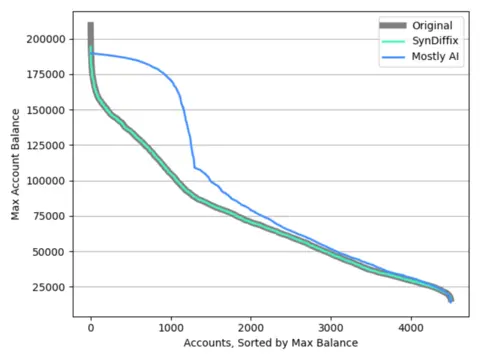 Original
SynDiffix
Mostly AI
200000
175000
150000
125000
100000
75000
50000
25000
Max Account Balance
0
1000
2000
3000
4000
Accounts, Sorted by Max Balance